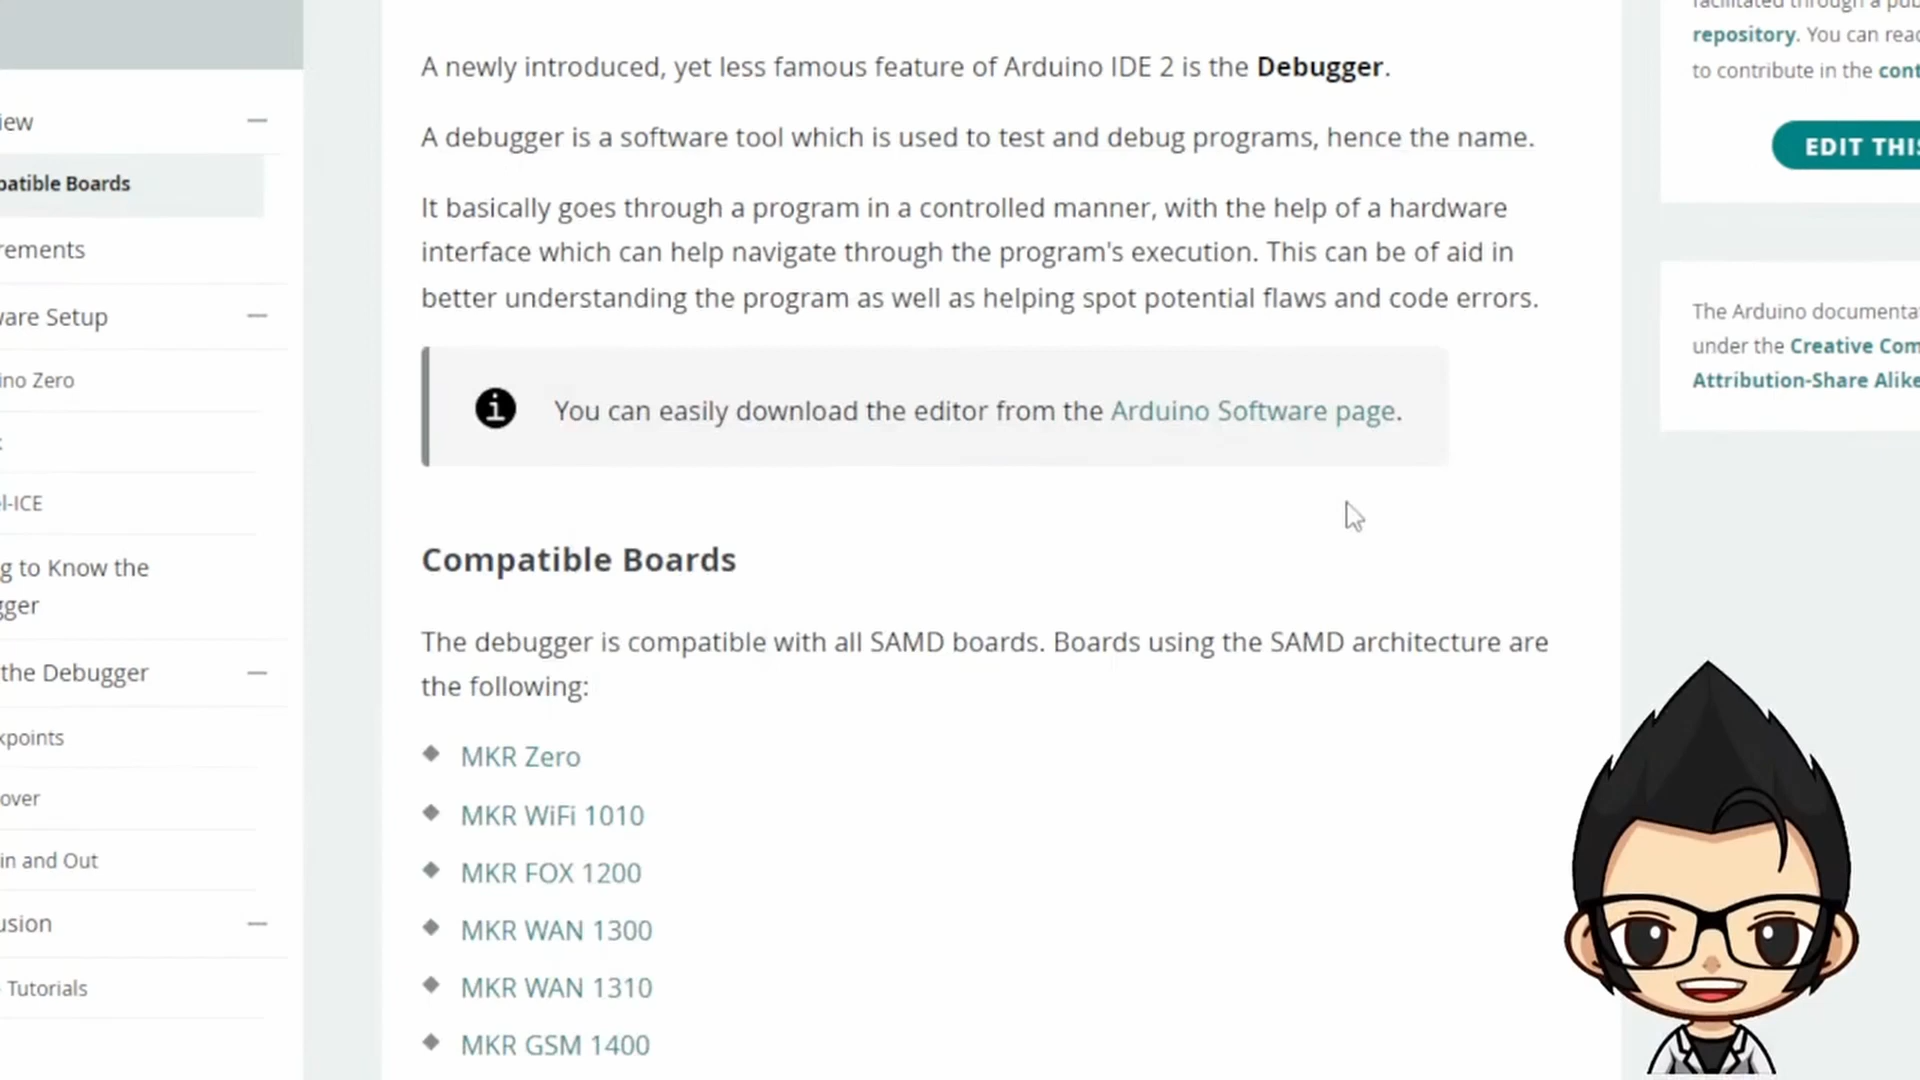 iew
patible Boards
rements
ware Setup
ino Zero
l-ICE
g to Know the
gger
the Debugger
kpoints
over
in and Out
usion
Tutorials
A newly introduced, yet less famous feature of Arduino IDE 2 is the Debugger.
A debugger is a software tool which is used to test and debug programs, hence the name.
It basically goes through a program in a controlled manner, with the help of a hardware
interface which can help navigate through the program's execution. This can be of aid in
better understanding the program as well as helping spot potential flaws and code errors.
You can easily download the editor from the Arduino Software page.
Compatible Boards
The debugger is compatible with all SAMD boards. Boards using the SAMD architecture are
the following:
MKR Zero
MKR WiFi 1010
MKR FOX 1200
MKR WAN 1300
MKR WAN 1310
MKR GSM 1400
facilitated through a pub
repository. You can read
to contribute in the cont
EDIT THIS
The Arduino documenta
under the Creative Com
Attribution-Share Alike